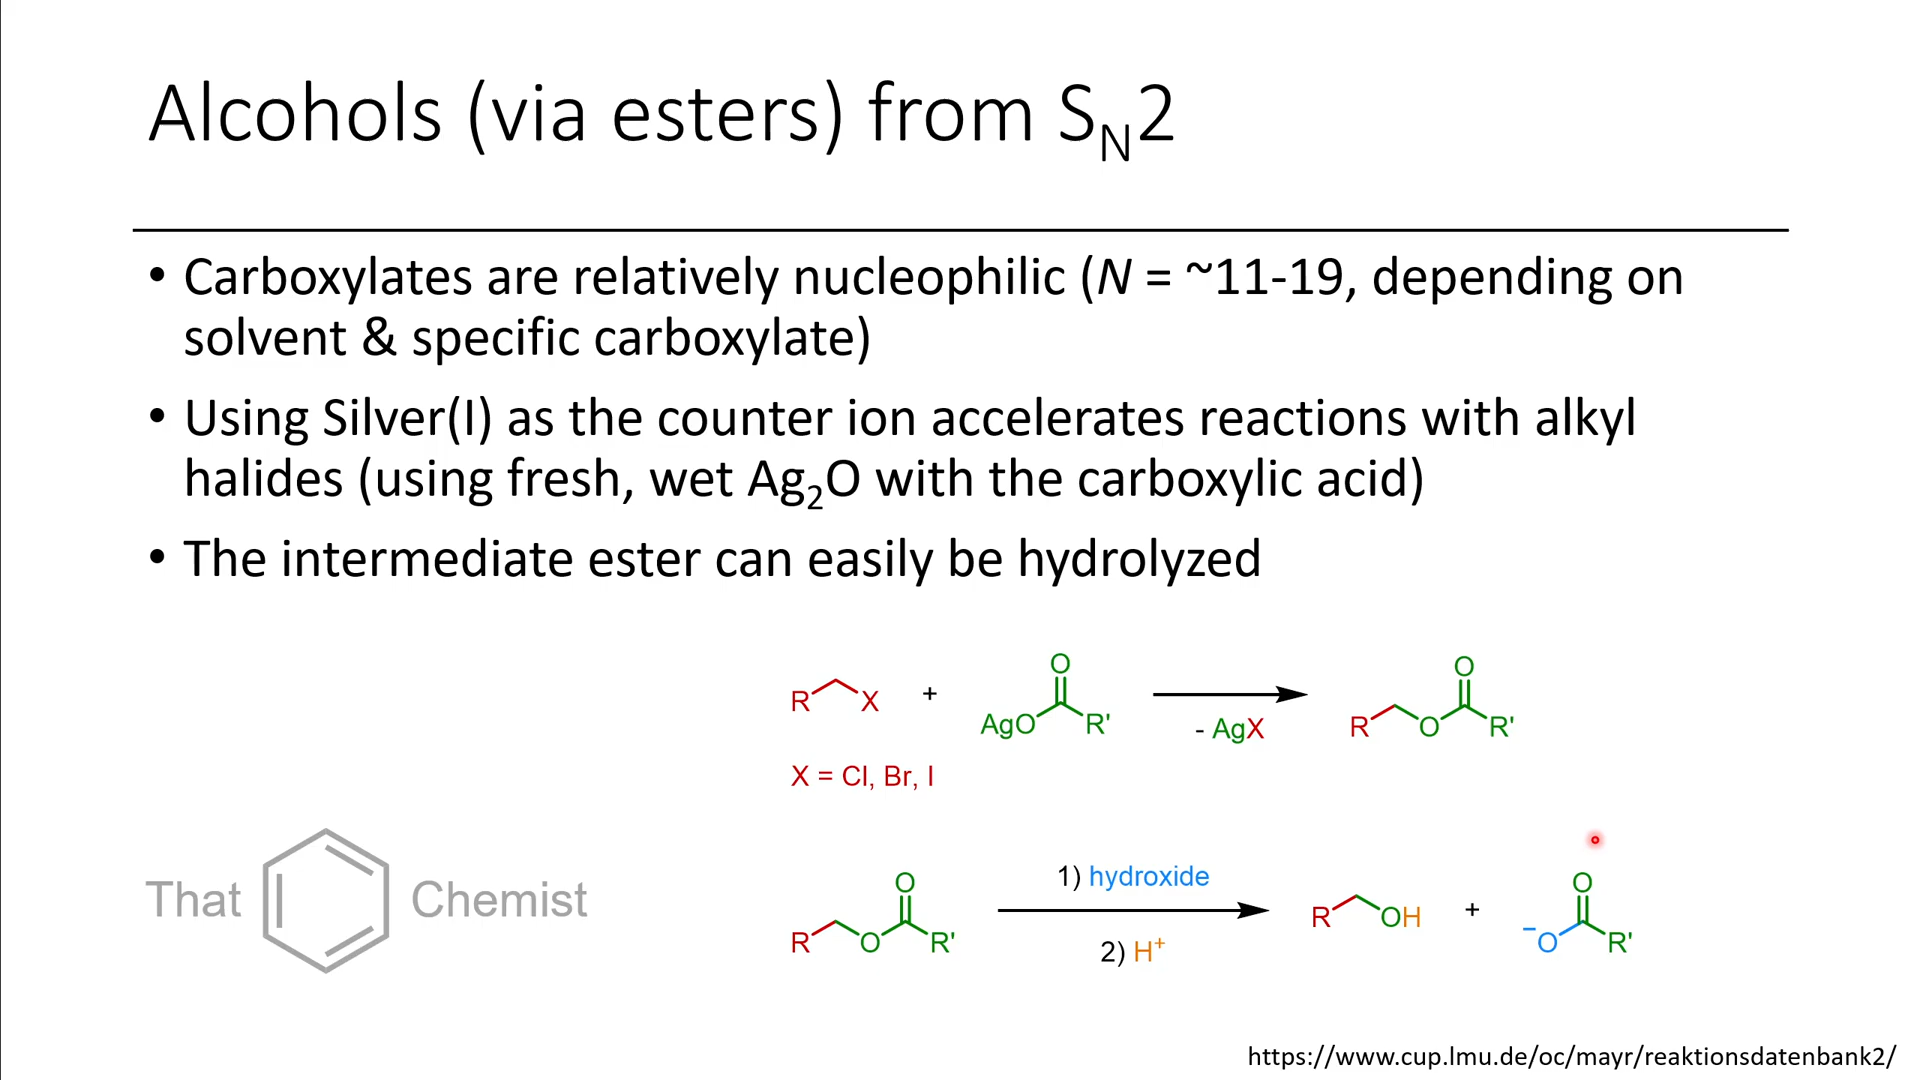 Alcohols (via esters) from SN2
• Carboxylates are relatively nucleophilic (N = ~11-19, depending on
solvent & specific carboxylate)
• Using Silver(I) as the counter ion accelerates reactions with alkyl
halides (using fresh, wet Ag2O with the carboxylic acid)
• The intermediate ester can easily be hydrolyzed
R X + AgO O R' - AgX R O O R'
X = Cl, Br, I
That Chemist
R O O R' 1) hydroxide 2) H+ R OH + −O O R'
https://www.cup.lmu.de/oc/mayr/reaktionsdatenbank2/